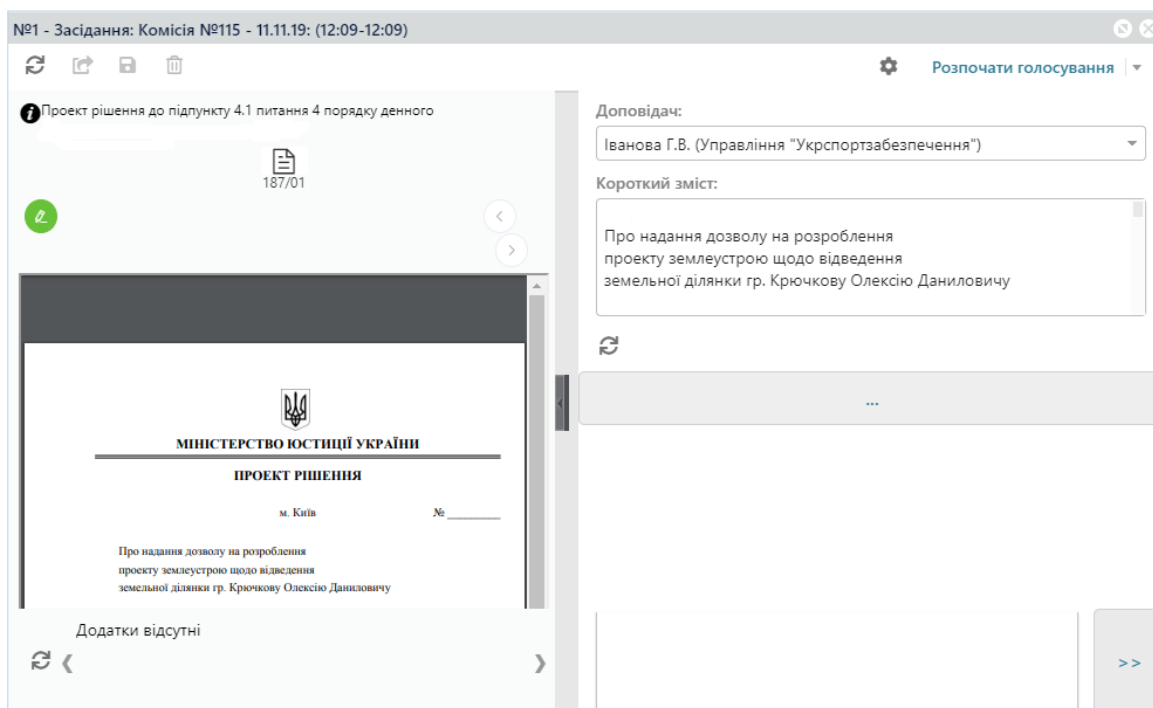 №1 - Засідання: Комісія №115 - 11.11.19: (12:09-12:09)
Розпочати голосування
Проект рішення до підпункту 4.1 питання 4 порядку денного
187/01
МІНІСТЕРСТВО ЮСТИЦІЇ УКРАЇНИ
ПРОЕКТ РІШЕННЯ
м. Київ № _________
Про надання дозволу на розроблення
проекту землеустрою щодо відведення
земельної ділянки гр. Крючкову Олексію Даниловичу
Додатки відсутні
Доповідач:
Іванова Г.В. (Управління "Укрспортзабезпечення")
Короткий зміст:
Про надання дозволу на розроблення
проекту землеустрою щодо відведення
земельної ділянки гр. Крючкову Олексію Даниловичу
...
>>